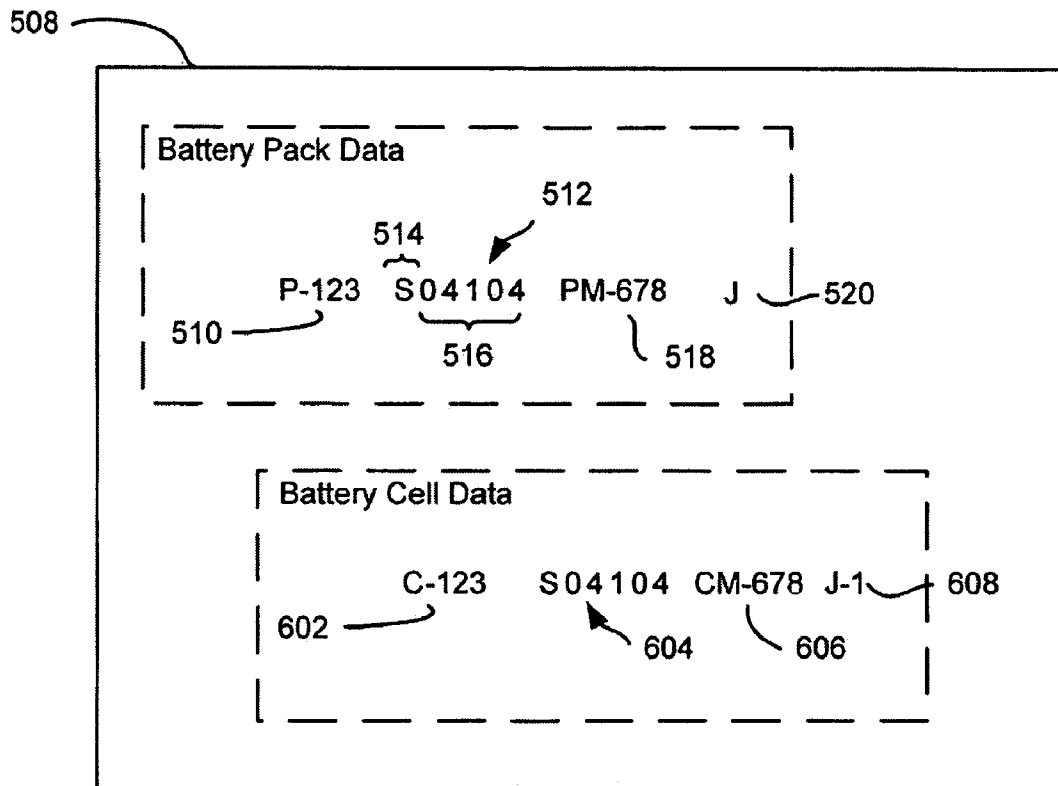 508
Battery Pack Data
512
514
P-123 S04104 PM-678 J 520
510 516 518
Battery Cell Data
C-123 S04104 CM-678 J-1 608
602 604 606